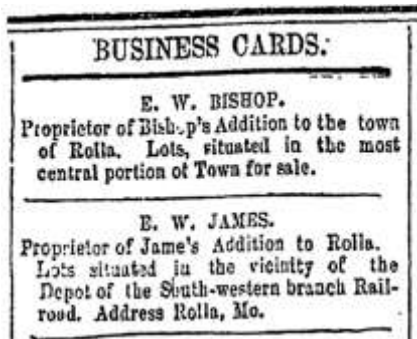 BUSINESS CARDS.
E. W. BISHOP.
Proprietor of Bishop's Addition to the town
of Rolla. Lots, situated in the most
central portion of Town for sale.
E. W. JAMES.
Proprietor of Jame's Addition to Rolla.
Lots situated in the vicinity of the
Depot of the South-western branch Rail-
road. Address Rolla, Mo.